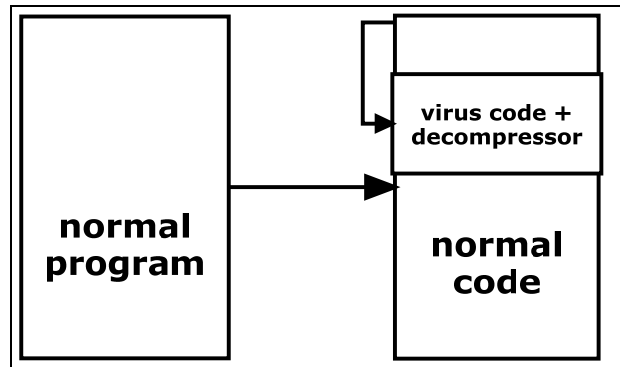 normal
program
virus code +
decompressor
normal
code